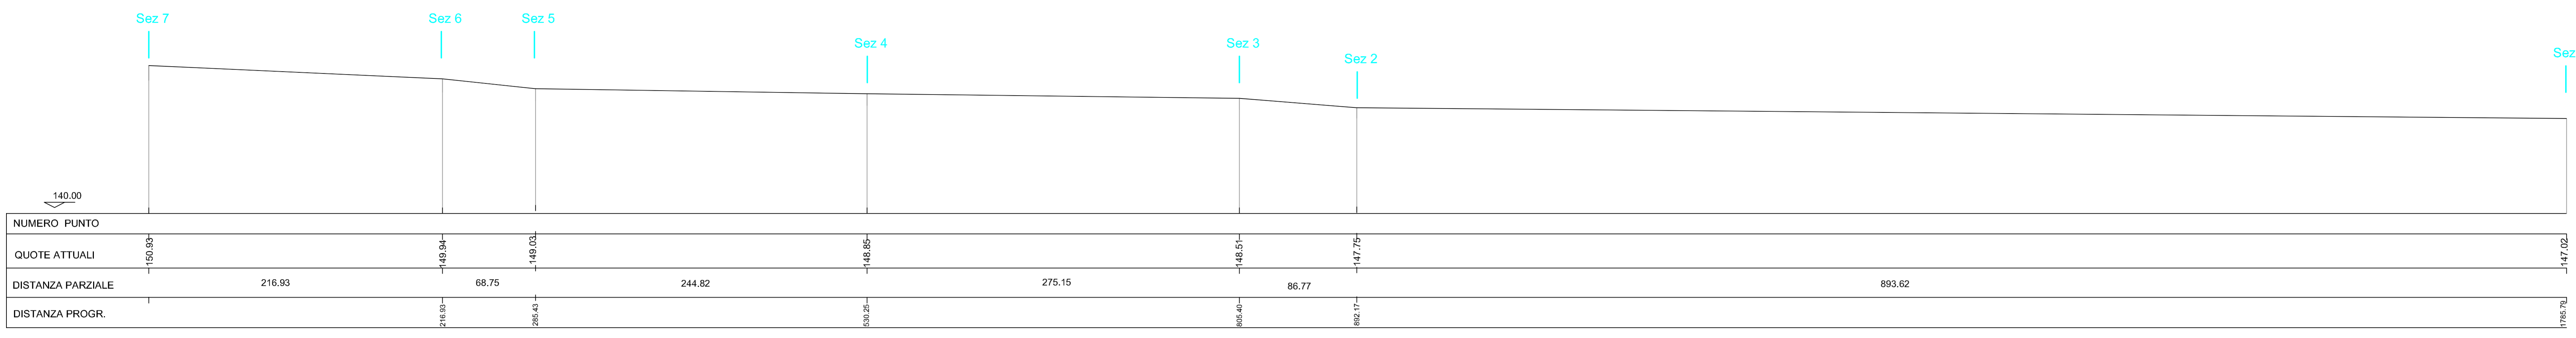 Sez 7
Sez 6
Sez 5
Sez 4
Sez 3
Sez 2
Sez
140.00
NUMERO PUNTO
QUOTE ATTUALI
150.93
149.94
149.03
148.85
148.51
147.75
147.02
DISTANZA PARZIALE
216.93
68.75
244.82
275.15
86.77
893.62
DISTANZA PROGR.
216.93
285.43
530.25
805.40
892.17
1785.79